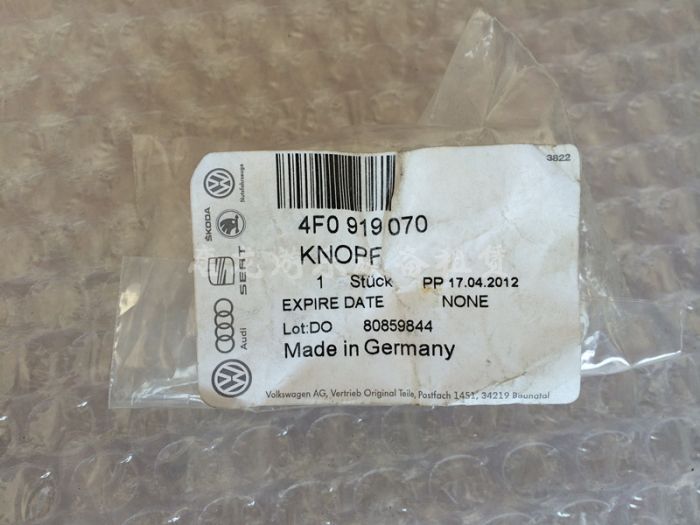 3822
4F0 919 070
KNOPF
1 Stück PP 17.04.2012
EXPIRE DATE NONE
Lot:DO 80859844
Made in Germany
Volkswagen AG, Vertrieb Original Teile, Postfach 1451, 34219 Baunatal
Nutzfahrzeuge
ŠKODA
SEAT
Audi